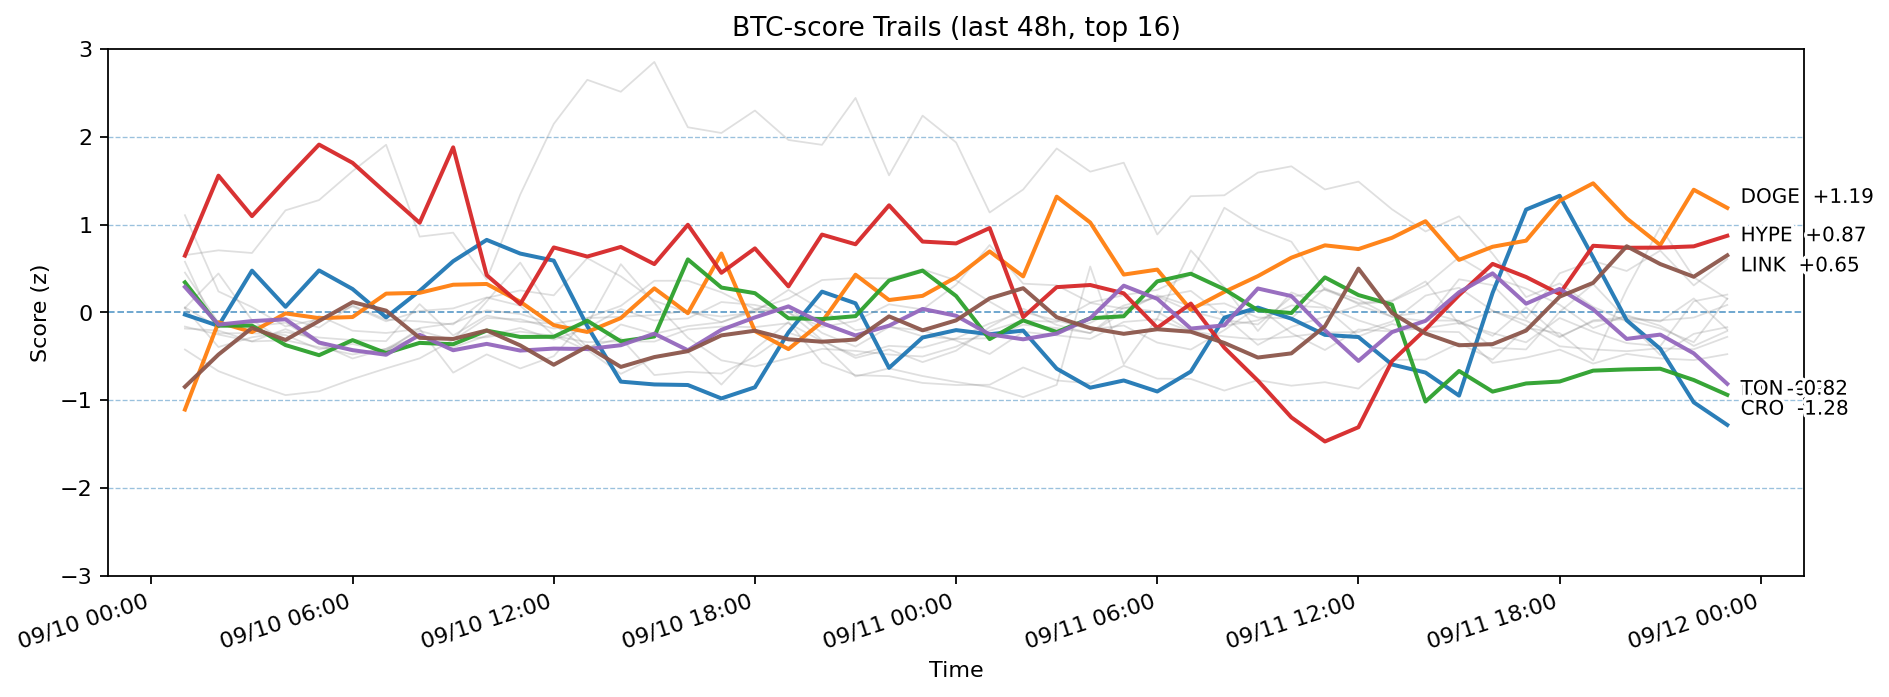 BTC-score Trails (last 48h, top 16)
3
2
1
0
−1
−2
−3
Score (z)
DOGE +1.19
HYPE +0.87
LINK +0.65
TON -0.82
CRO -1.28
09/10 00:00
09/10 06:00
09/10 12:00
09/10 18:00
09/11 00:00
09/11 06:00
09/11 12:00
09/11 18:00
09/12 00:00
Time